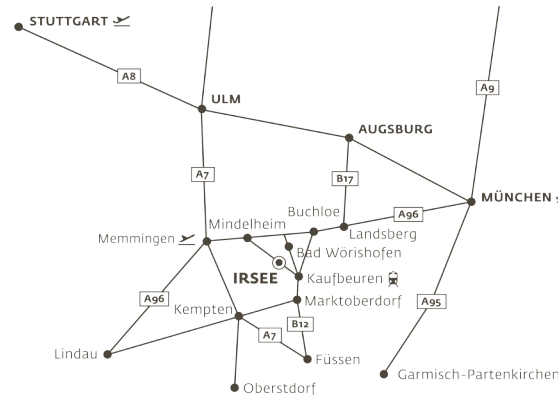 STUTTGART
A8
A9
ULM
AUGSBURG
A7
B17
MÜNCHEN
Buchloe
A96
Mindelheim
Landsberg
Memmingen
Bad Wörishofen
IRSEE
Kaufbeuren
A96
Marktoberdorf
A95
Kempten
B12
A7
Lindau
Füssen
Garmisch-Partenkirchen
Oberstdorf